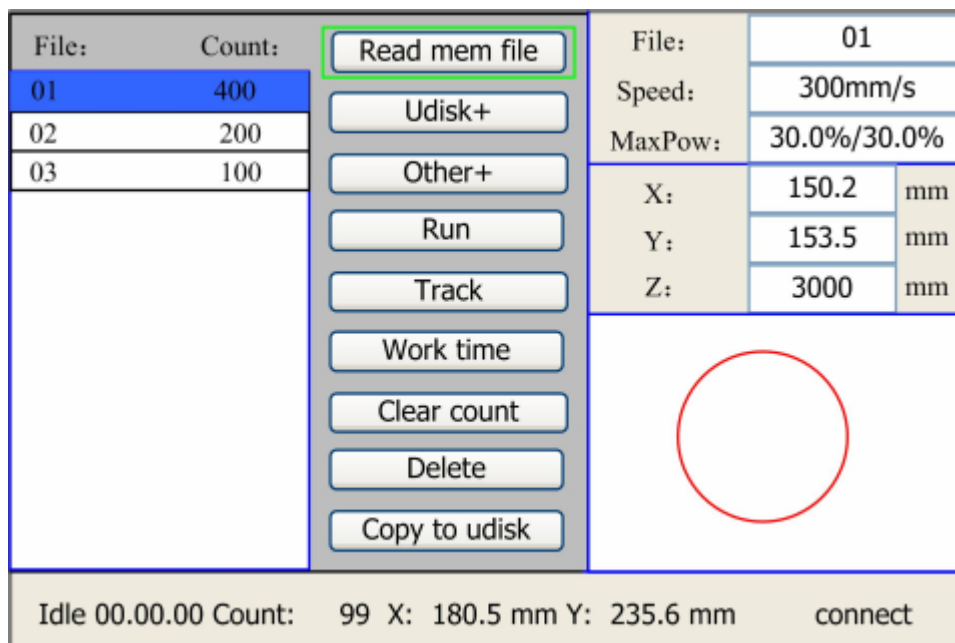 File: Count:
01 400
02 200
03 100
Read mem file
Udisk+
Other+
Run
Track
Work time
Clear count
Delete
Copy to udisk
File: 01
Speed: 300mm/s
MaxPow: 30.0%/30.0%
X: 150.2 mm
Y: 153.5 mm
Z: 3000 mm
Idle 00.00.00 Count: 99 X: 180.5 mm Y: 235.6 mm connect